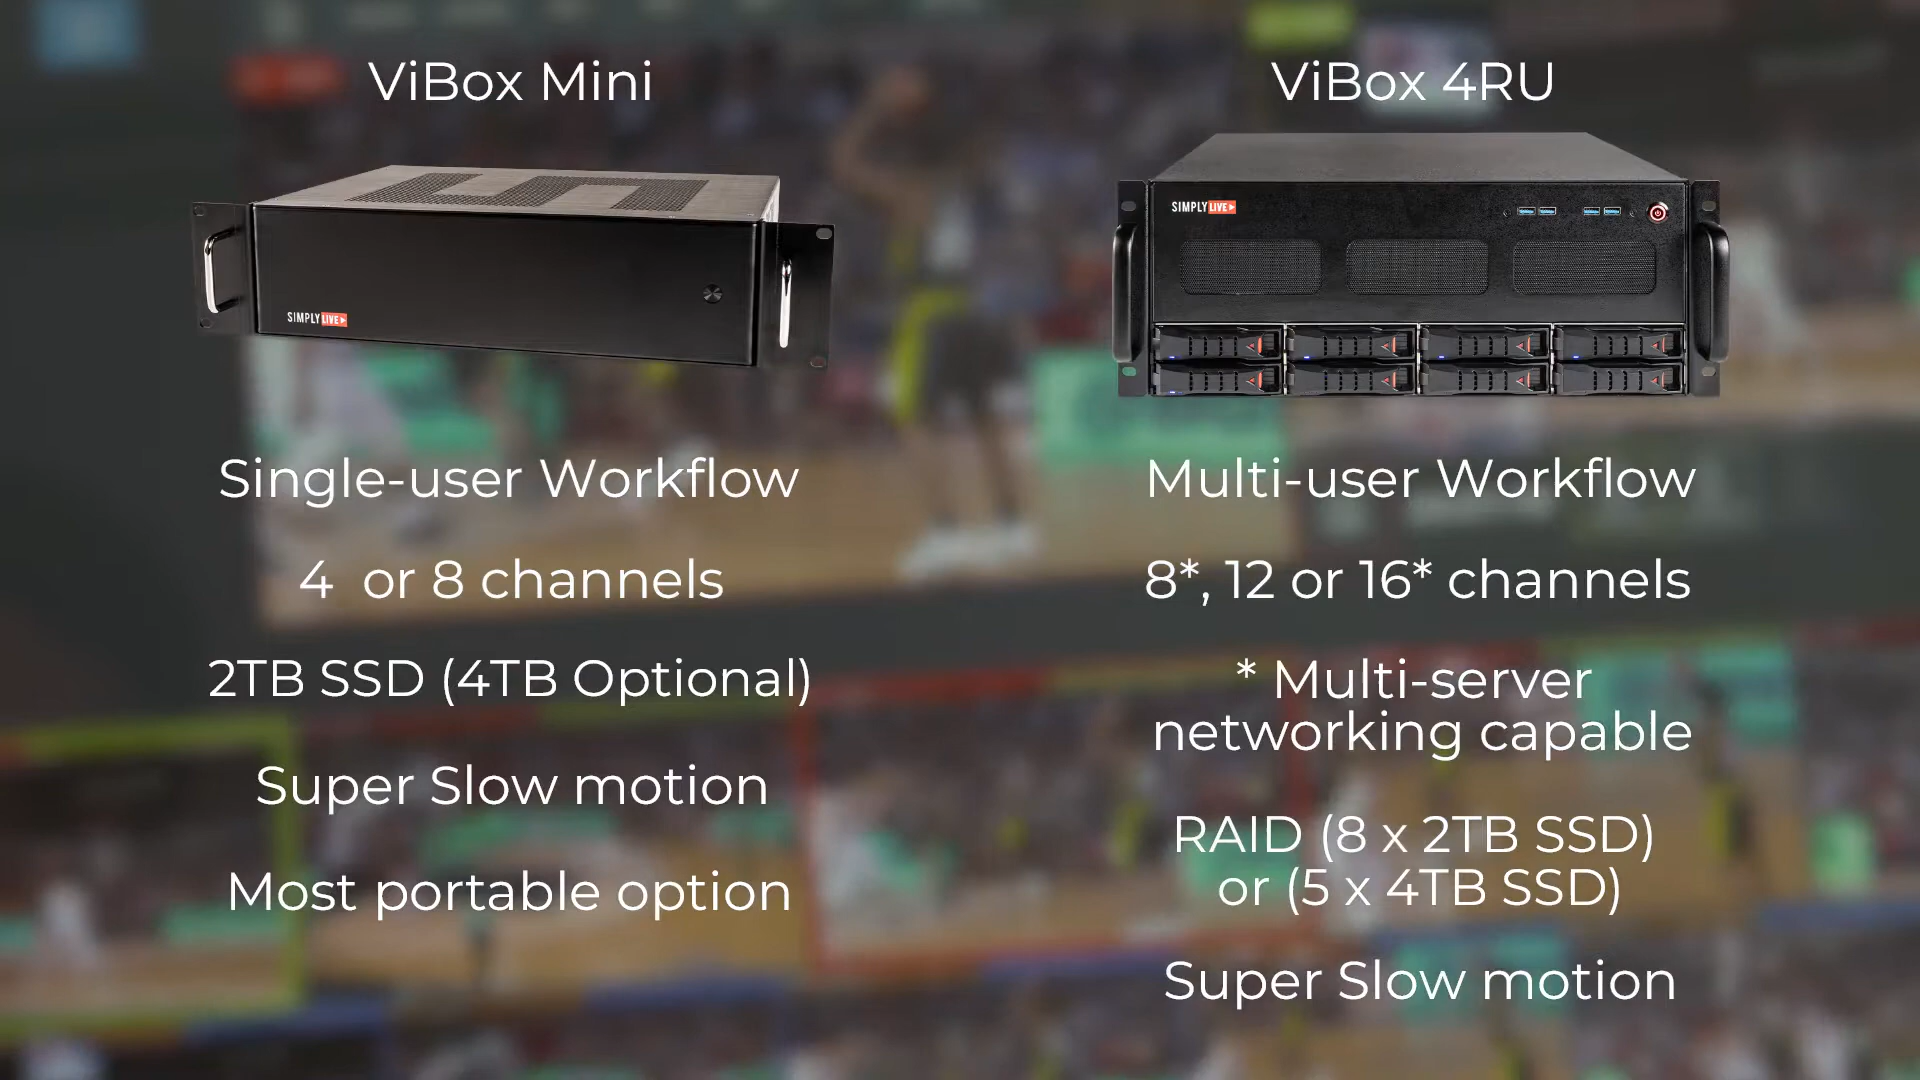 ViBox Mini
SIMPLY LIVE
Single-user Workflow
4 or 8 channels
2TB SSD (4TB Optional)
Super Slow motion
Most portable option
ViBox 4RU
SIMPLY LIVE
Multi-user Workflow
8*, 12 or 16* channels
* Multi-server
networking capable
RAID (8 x 2TB SSD)
or (5 x 4TB SSD)
Super Slow motion